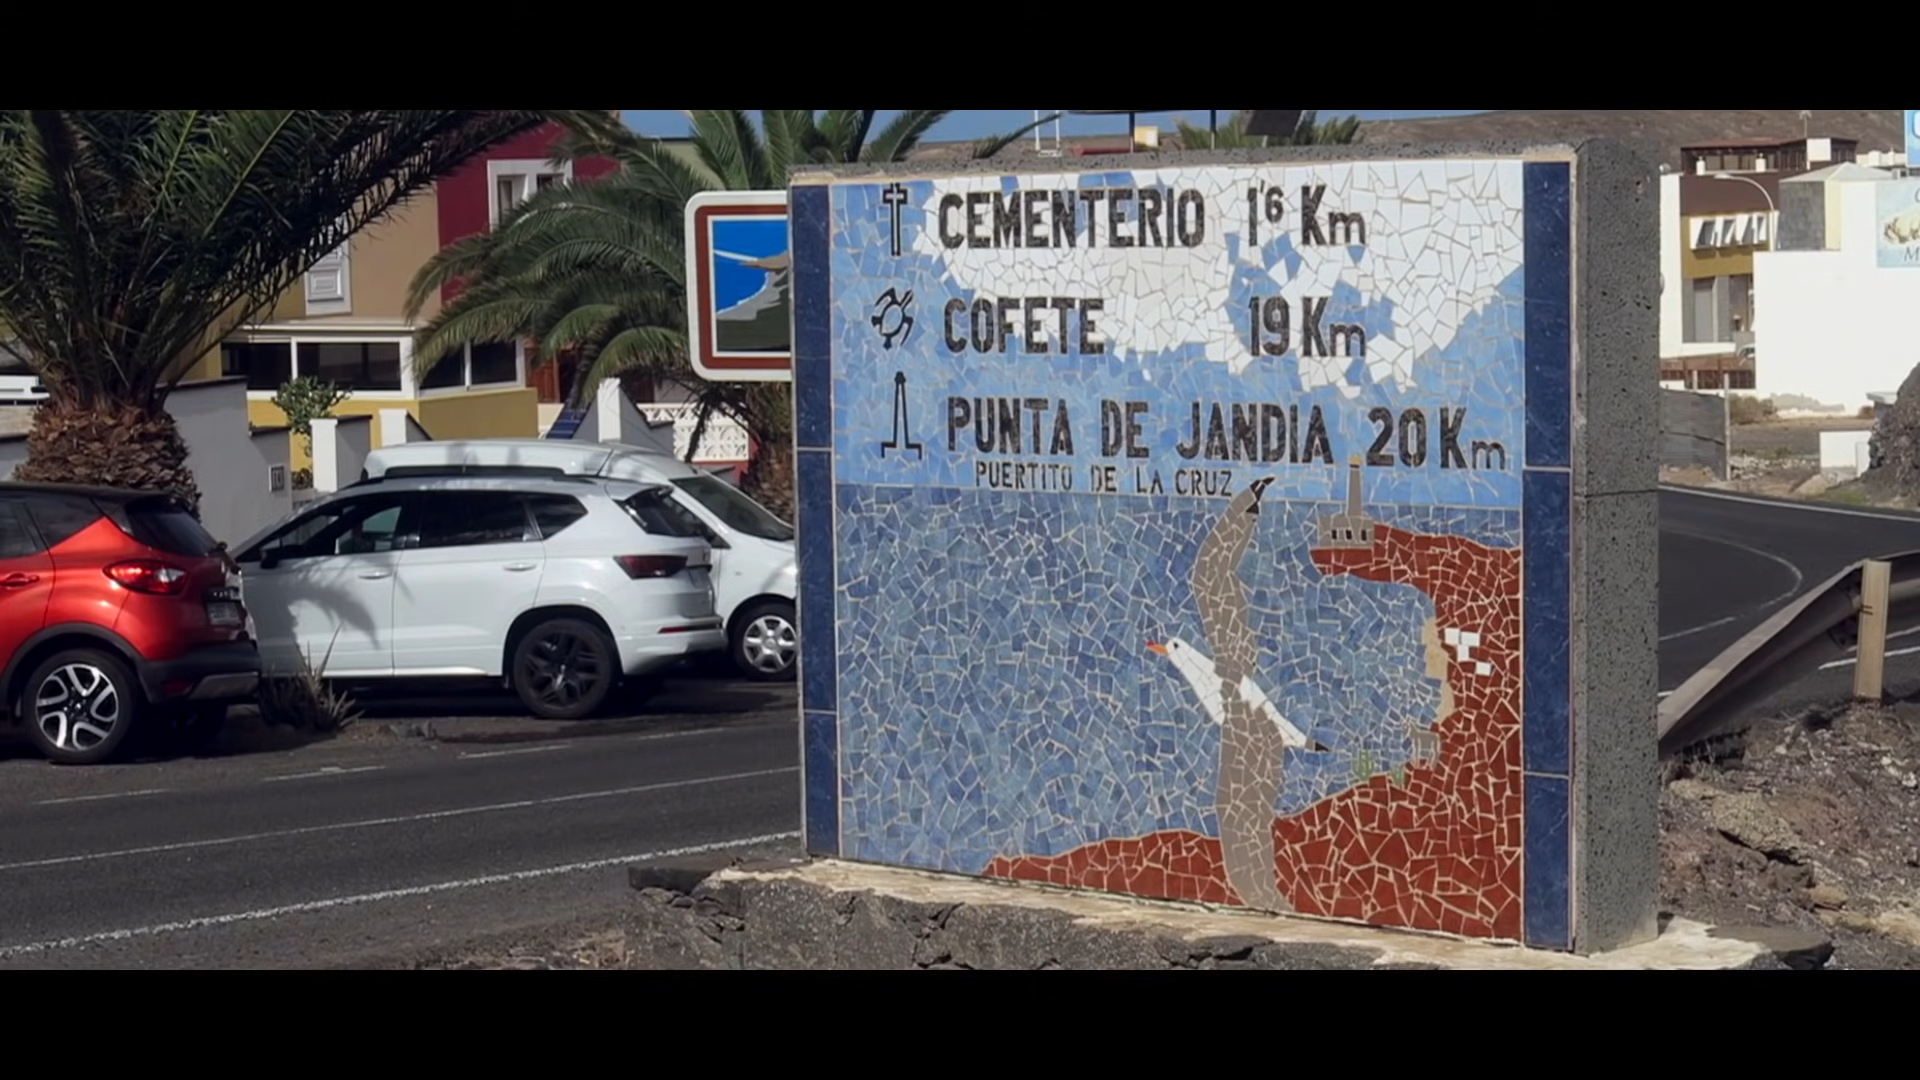 CEMENTERIO 1'6 Km
COFETE 19 Km
PUNTA DE JANDIA 20 Km
PUERTITO DE LA CRUZ